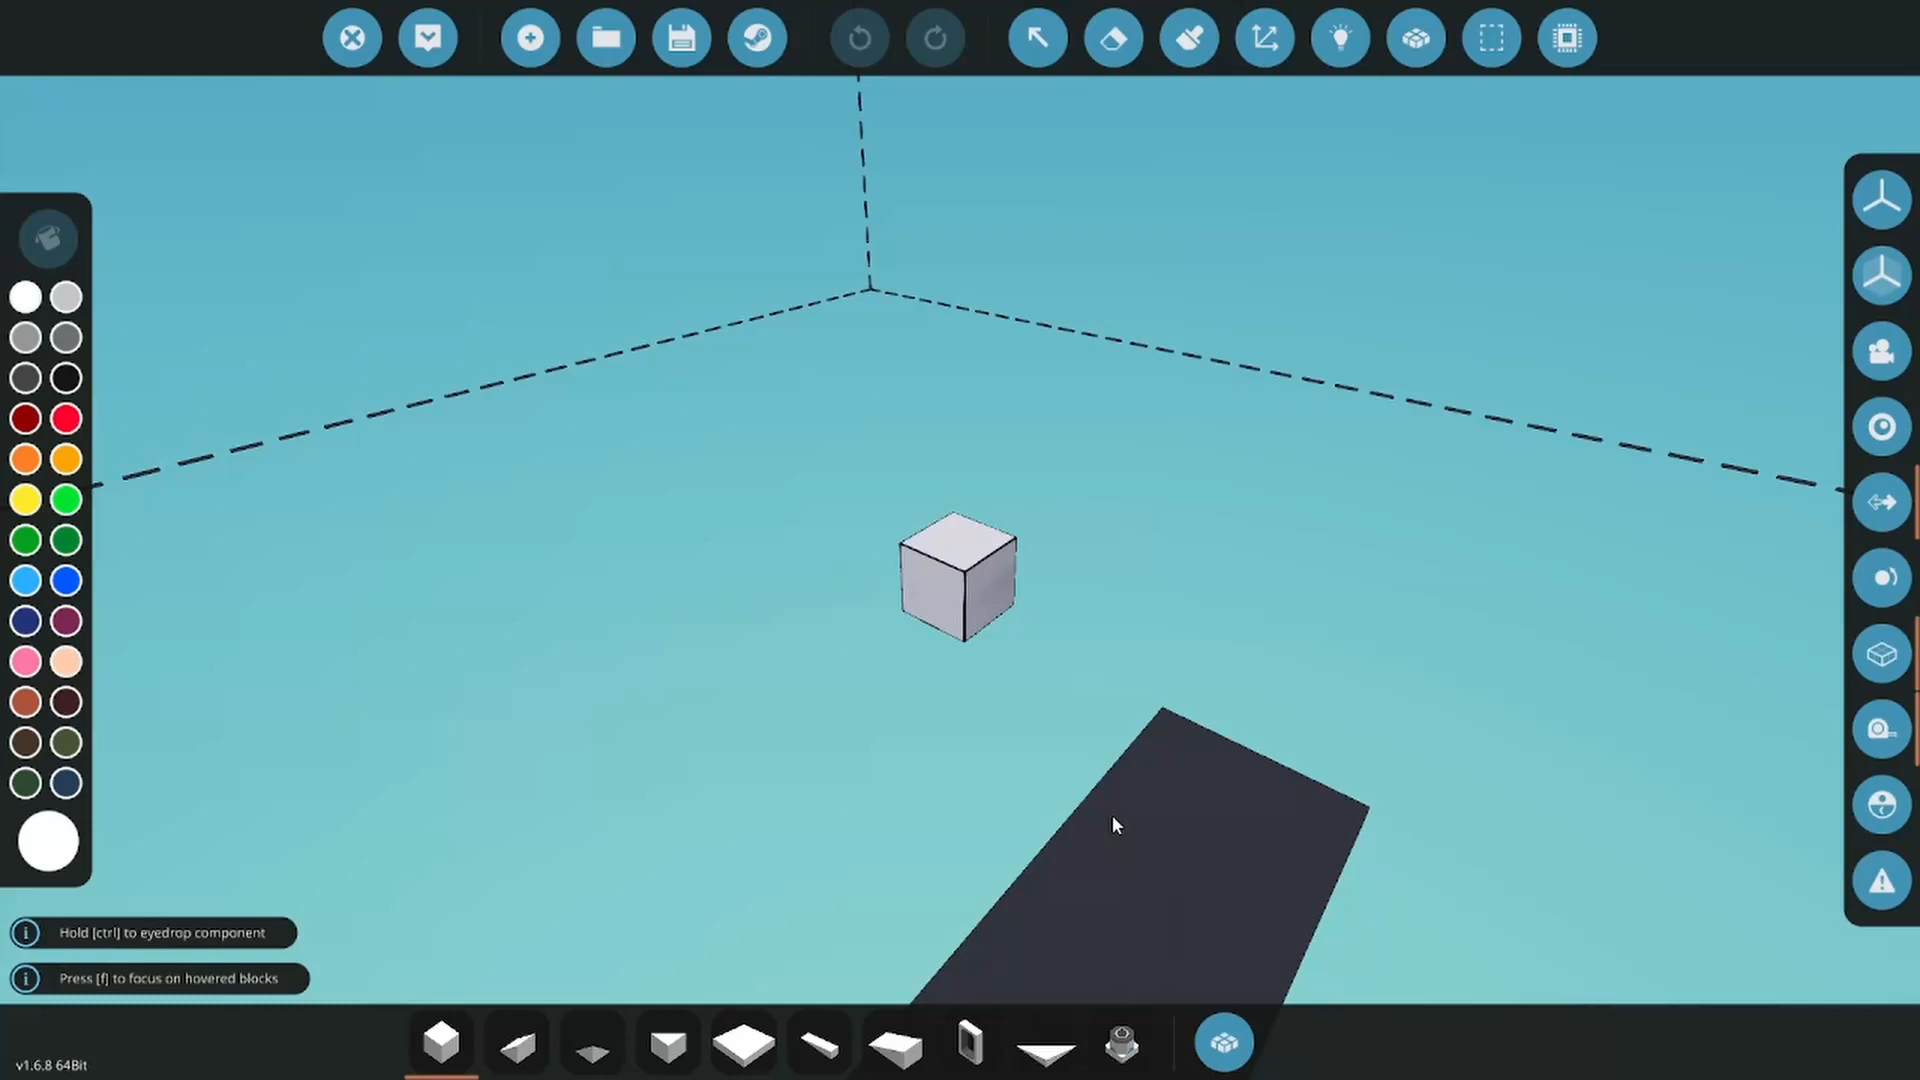 Hold [ctrl] to eyedrop component
Press [f] to focus on hovered blocks
v1.6.8 64Bit